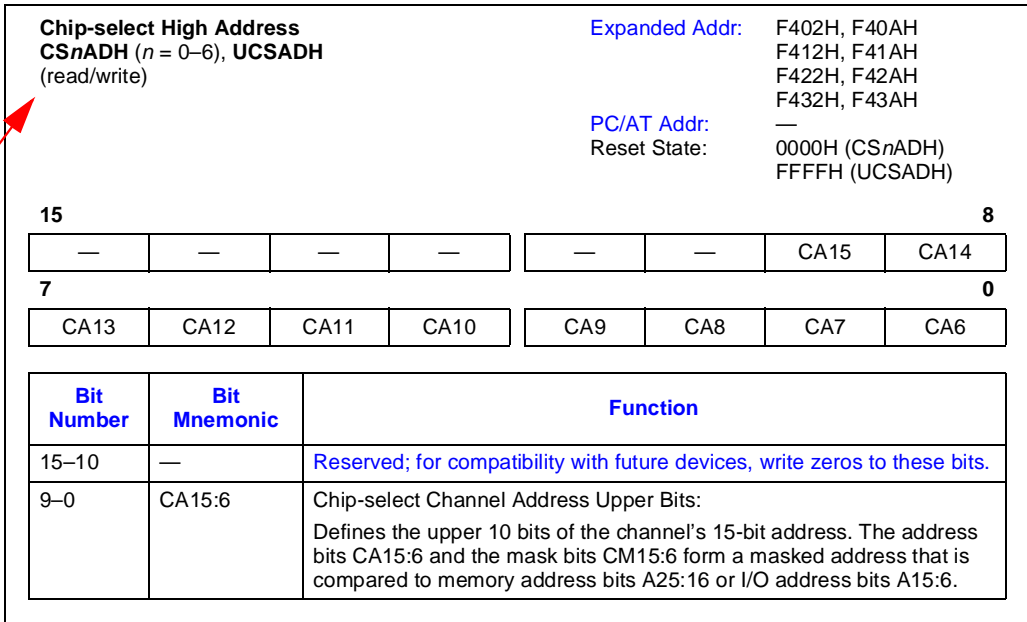 Chip-select High Address
CSnADH (n = 0–6), UCSADH
(read/write)
Expanded Addr: F402H, F40AH
F412H, F41AH
F422H, F42AH
F432H, F43AH
PC/AT Addr: —
Reset State: 0000H (CSnADH)
FFFFH (UCSADH)
15 8
— — — — — — CA15 CA14
7 0
CA13 CA12 CA11 CA10 CA9 CA8 CA7 CA6
Bit Number Bit Mnemonic Function
15–10 — Reserved; for compatibility with future devices, write zeros to these bits.
9–0 CA15:6 Chip-select Channel Address Upper Bits:
Defines the upper 10 bits of the channel's 15-bit address. The address
bits CA15:6 and the mask bits CM15:6 form a masked address that is
compared to memory address bits A25:16 or I/O address bits A15:6.